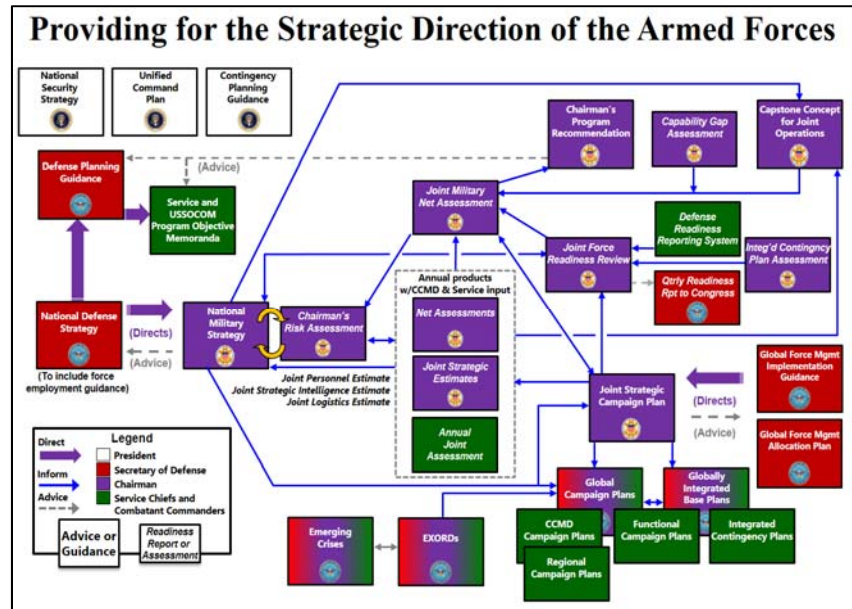 Providing for the Strategic Direction of the Armed Forces
National
Security
Strategy
Unified
Command
Plan
Contingency
Planning
Guidance
Chairman's
Program
Recommendation
Capability Gap
Assessment
Capstone Concept
for Joint
Operations
(Advice)
Defense Planning
Guidance
Service and
USSOCOM
Program Objective
Memoranda
Joint Military
Net Assessment
Defense
Readiness
Reporting System
Joint Force
Readiness Review
Integ'd Contingncy
Plan Assessment
Qtrly Readiness
Rpt to Congress
Annual products
w/CCMD & Service input
National Defense
Strategy
(To include force
employment guidance)
(Directs)
(Advice)
National
Military
Strategy
Chairman's
Risk Assessment
Net Assessments
Joint Strategic
Estimates
Annual
Joint
Assessment
Joint Personnel Estimate
Joint Strategic Intelligence Estimate
Joint Logistics Estimate
Joint Strategic
Campaign Plan
(Directs)
(Advice)
Global Force Mgmt
Implementation
Guidance
Global Force Mgmt
Allocation Plan
Legend
Direct
Inform
Advice
President
Secretary of Defense
Chairman
Service Chiefs and
Combatant Commanders
Advice or
Guidance
Readiness
Report or
Assessment
Emerging
Crises
EXORDs
Global
Campaign Plans
Globally
Integrated
Base Plans
CCMD
Campaign Plans
Functional
Campaign Plans
Integrated
Contingency Plans
Regional
Campaign Plans